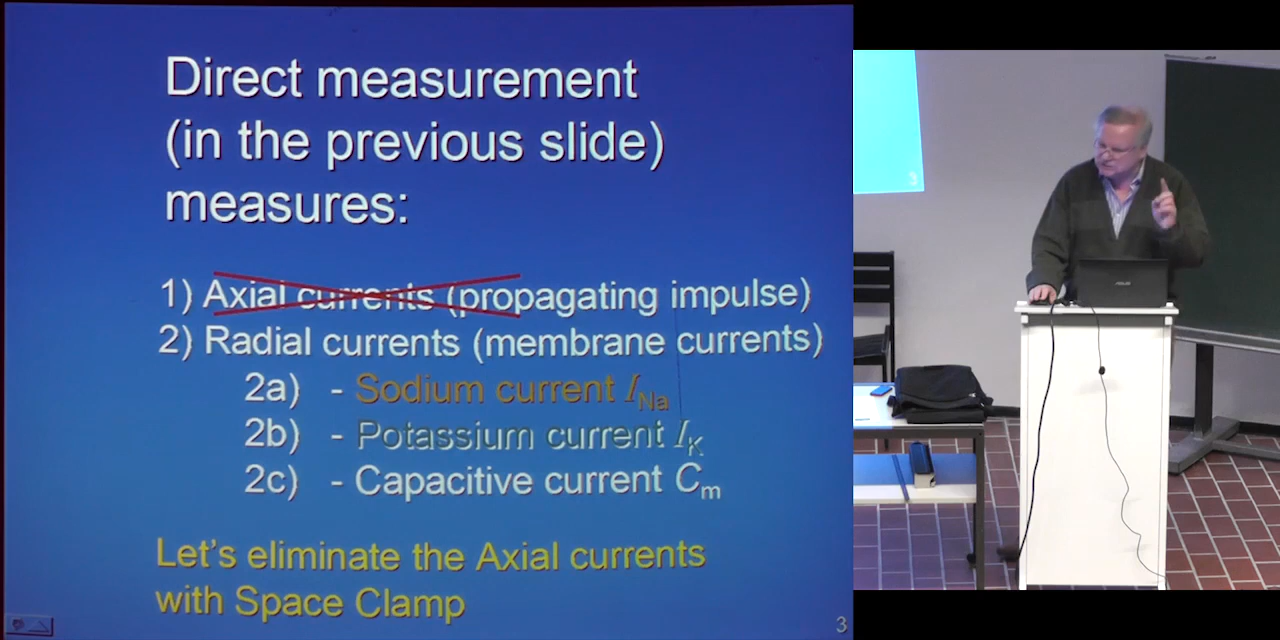 Direct measurement
(in the previous slide)
measures:
1) Axial currents (propagating impulse)
2) Radial currents (membrane currents)
2a) - Sodium current INa
2b) - Potassium current IK
2c) - Capacitive current Cm
Let's eliminate the Axial currents
with Space Clamp
3
ASUS